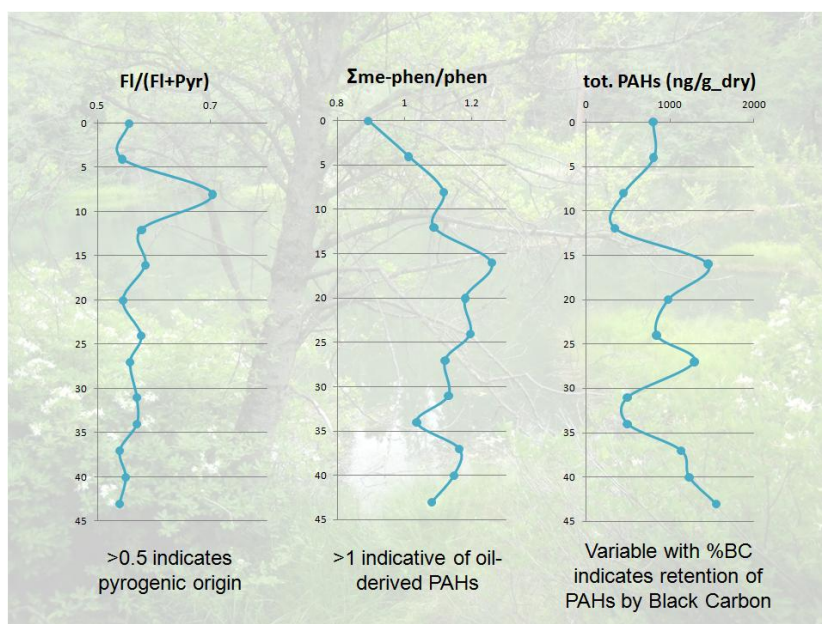 Fl/(Fl+Pyr)
0.5 0.7
0
5
10
15
20
25
30
35
40
45
>0.5 indicates
pyrogenic origin
Σme-phen/phen
0.8 1 1.2
0
5
10
15
20
25
30
35
40
45
>1 indicative of oil-
derived PAHs
tot. PAHs (ng/g_dry)
0 1000 2000
0
5
10
15
20
25
30
35
40
45
Variable with %BC
indicates retention of
PAHs by Black Carbon